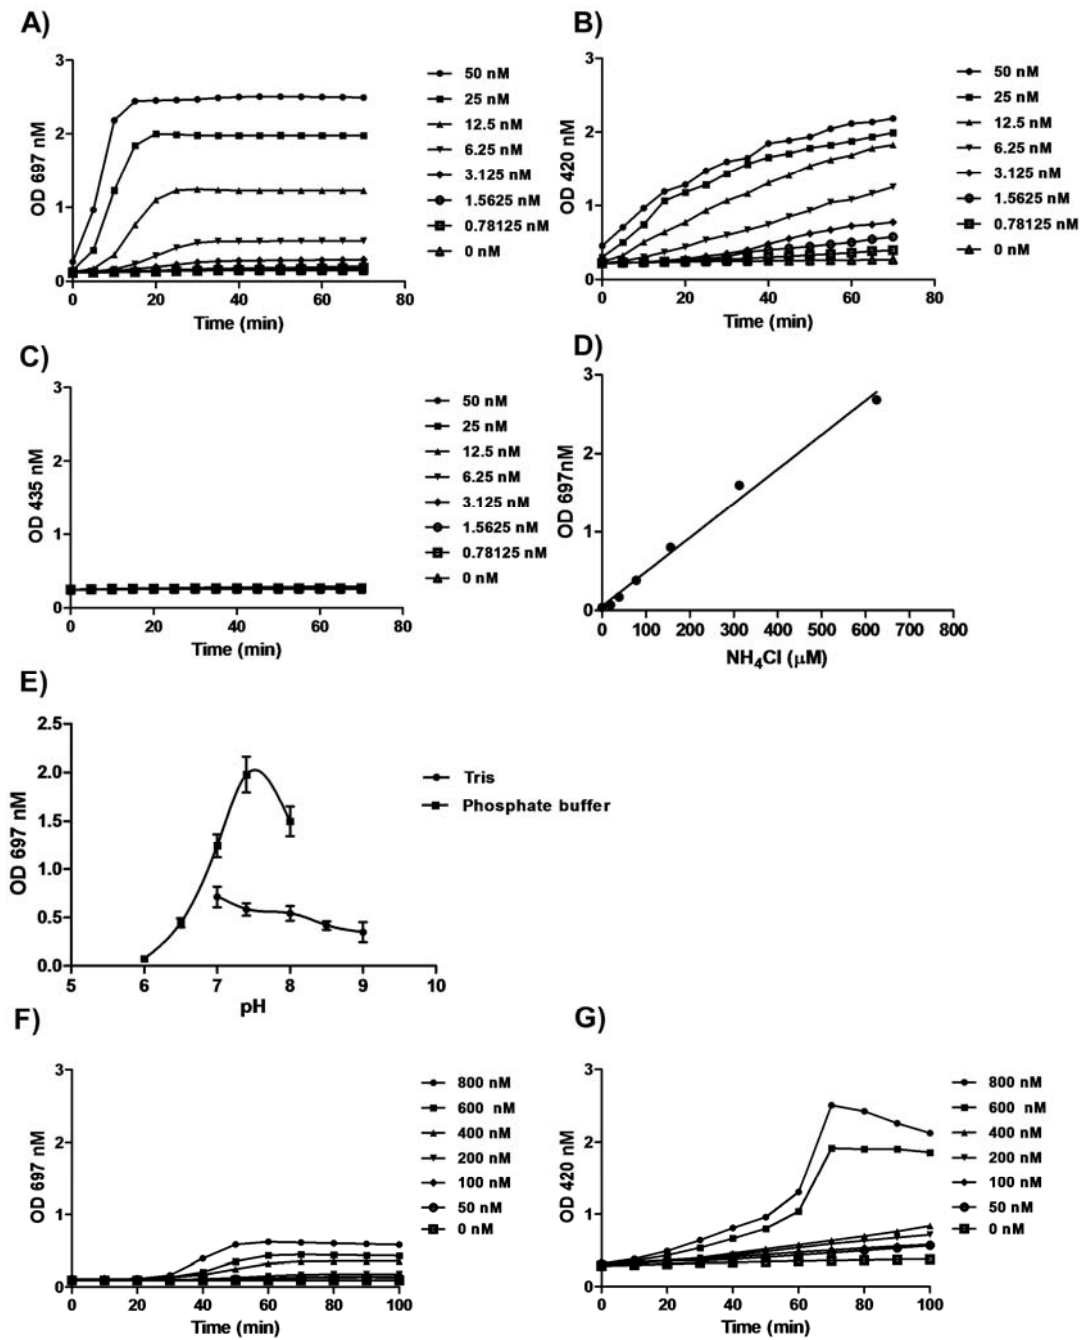 A)
OD 697 nM
3
2
1
0
0 20 40 60 80
Time (min)
50 nM
25 nM
12.5 nM
6.25 nM
3.125 nM
1.5625 nM
0.78125 nM
0 nM
B)
OD 420 nM
3
2
1
0
0 20 40 60 80
Time (min)
50 nM
25 nM
12.5 nM
6.25 nM
3.125 nM
1.5625 nM
0.78125 nM
0 nM
C)
OD 435 nM
3
2
1
0
0 20 40 60 80
Time (min)
50 nM
25 nM
12.5 nM
6.25 nM
3.125 nM
1.5625 nM
0.78125 nM
0 nM
D)
OD 697nM
3
2
1
0
0 100 200 300 400 500 600 700 800
NH₄Cl (µM)
E)
OD 697 nM
2.5
2.0
1.5
1.0
0.5
0.0
5 6 7 8 9 10
pH
Tris
Phosphate buffer
F)
OD 697 nM
3
2
1
0
0 20 40 60 80 100
Time (min)
800 nM
600 nM
400 nM
200 nM
100 nM
50 nM
0 nM
G)
OD 420 nM
3
2
1
0
0 20 40 60 80 100
Time (min)
800 nM
600 nM
400 nM
200 nM
100 nM
50 nM
0 nM